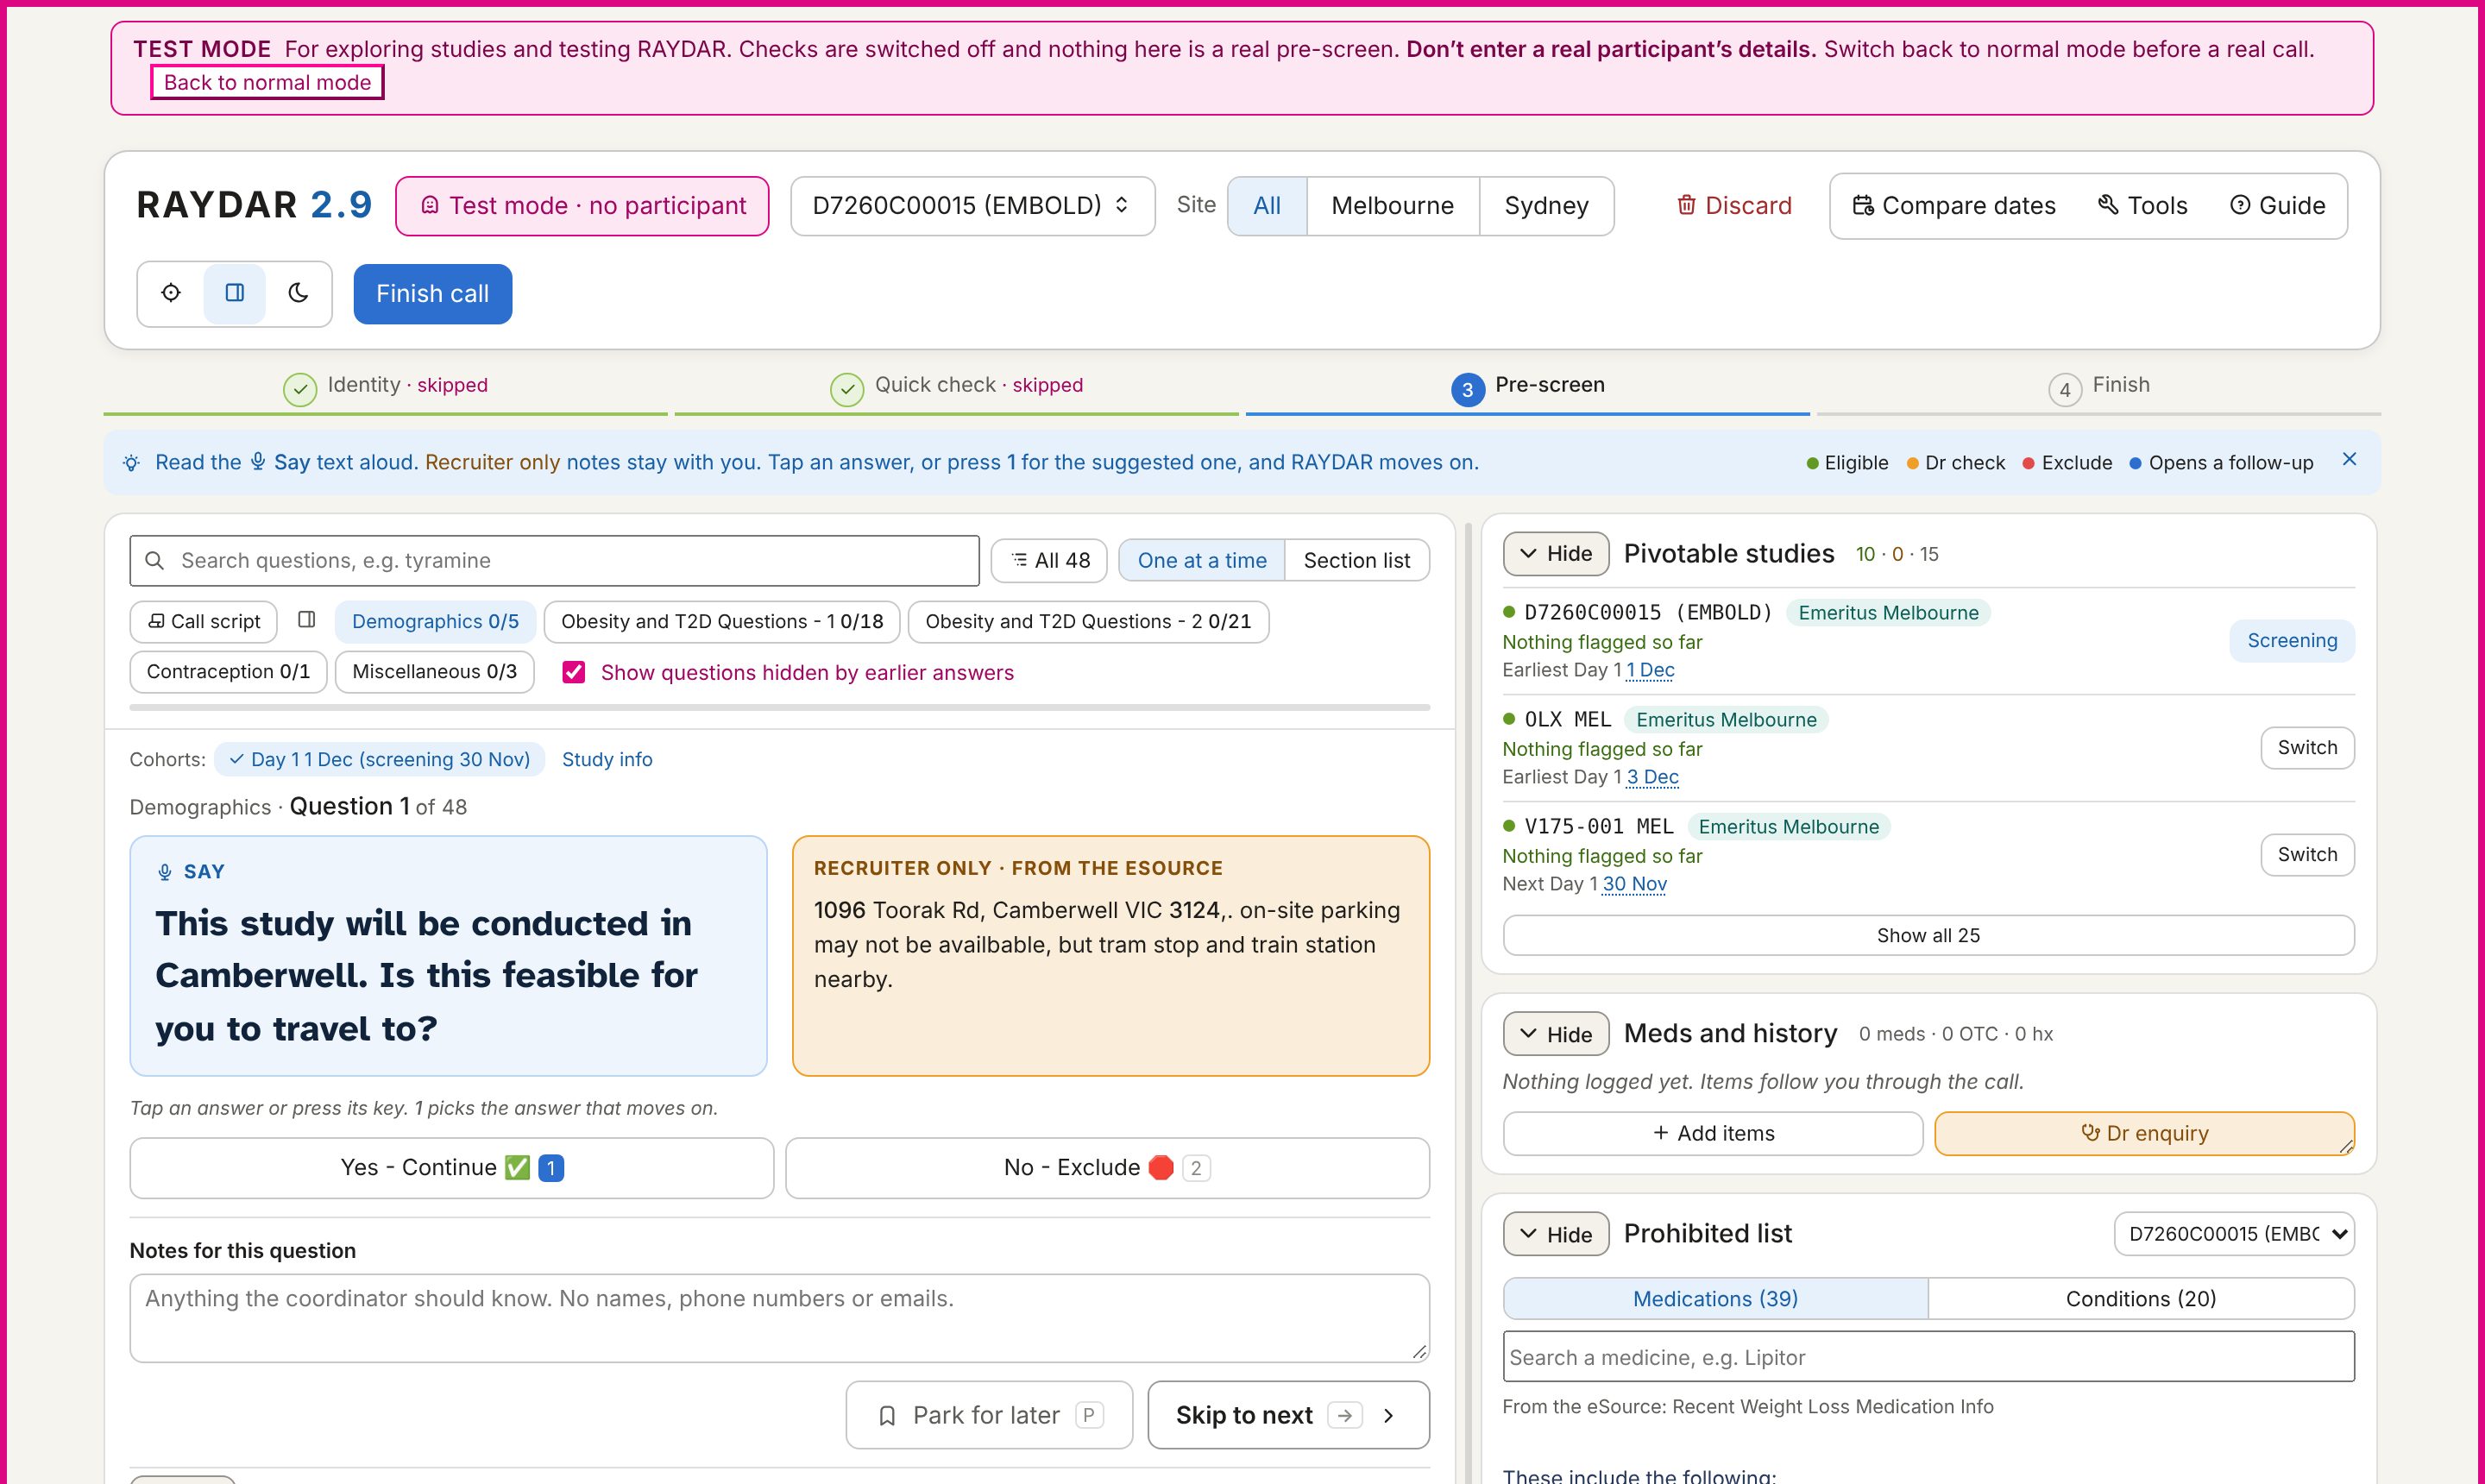 TEST MODE For exploring studies and testing RAYDAR. Checks are switched off and nothing here is a real pre-screen. Don’t enter a real participant’s details. Switch back to normal mode before a real call.
Back to normal mode
RAYDAR 2.9
Test mode · no participant
D7260C00015 (EMBOLD)
Site
All
Melbourne
Sydney
Discard
Compare dates
Tools
Guide
Finish call
Identity · skipped
Quick check · skipped
3 Pre-screen
4 Finish
Read the Say text aloud. Recruiter only notes stay with you. Tap an answer, or press 1 for the suggested one, and RAYDAR moves on.
Eligible
Dr check
Exclude
Opens a follow-up
Search questions, e.g. tyramine
All 48
One at a time
Section list
Call script
Demographics 0/5
Obesity and T2D Questions - 1 0/18
Obesity and T2D Questions - 2 0/21
Contraception 0/1
Miscellaneous 0/3
Show questions hidden by earlier answers
Cohorts:
Day 1 1 Dec (screening 30 Nov)
Study info
Demographics · Question 1 of 48
SAY
This study will be conducted in
Camberwell. Is this feasible for
you to travel to?
RECRUITER ONLY · FROM THE ESOURCE
1096 Toorak Rd, Camberwell VIC 3124,. on-site parking
may not be availbable, but tram stop and train station
nearby.
Tap an answer or press its key. 1 picks the answer that moves on.
Yes - Continue ✅ 1
No - Exclude 🛑 2
Notes for this question
Anything the coordinator should know. No names, phone numbers or emails.
Park for later P
Skip to next
Hide
Pivotable studies
10 · 0 · 15
D7260C00015 (EMBOLD)
Emeritus Melbourne
Nothing flagged so far
Earliest Day 1 1 Dec
Screening
OLX MEL
Emeritus Melbourne
Nothing flagged so far
Earliest Day 1 3 Dec
Switch
V175-001 MEL
Emeritus Melbourne
Nothing flagged so far
Next Day 1 30 Nov
Switch
Show all 25
Hide
Meds and history
0 meds · 0 OTC · 0 hx
Nothing logged yet. Items follow you through the call.
+ Add items
Dr enquiry
Hide
Prohibited list
D7260C00015 (EMBC
Medications (39)
Conditions (20)
Search a medicine, e.g. Lipitor
From the eSource: Recent Weight Loss Medication Info
These include the following: